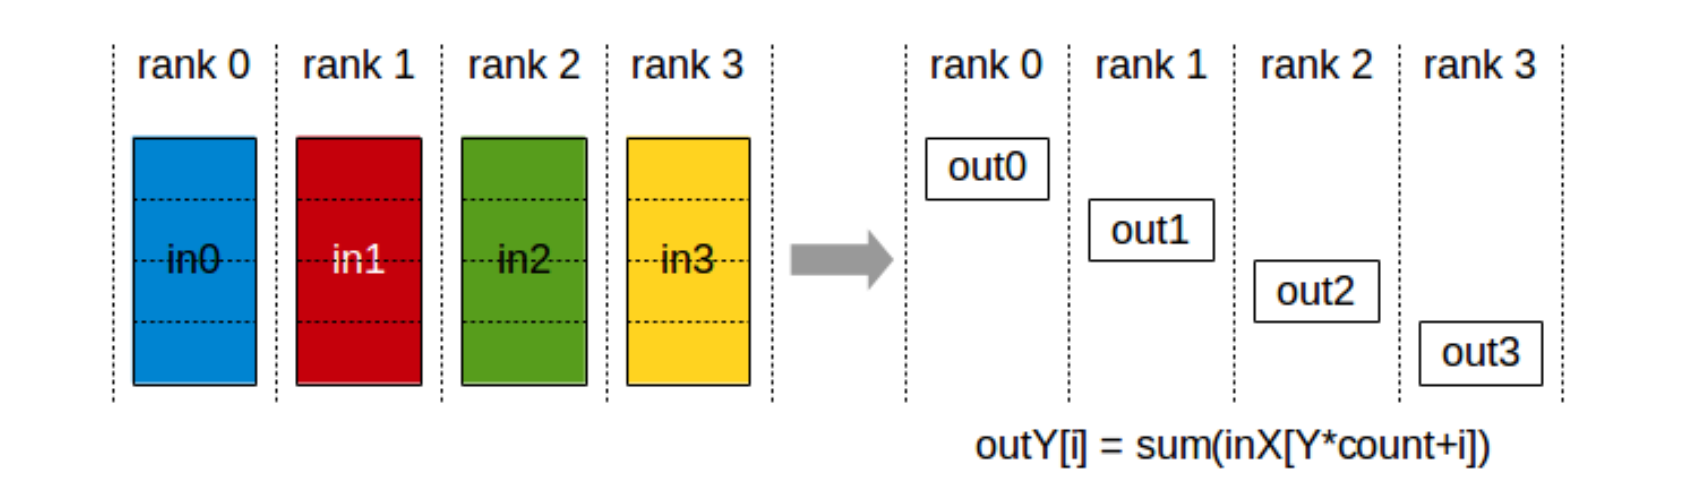 rank 0 rank 1 rank 2 rank 3 rank 0 rank 1 rank 2 rank 3
out0
out1
in0 in1 in2 in3
out2
out3
outY[i] = sum(inX[Y*count+i])